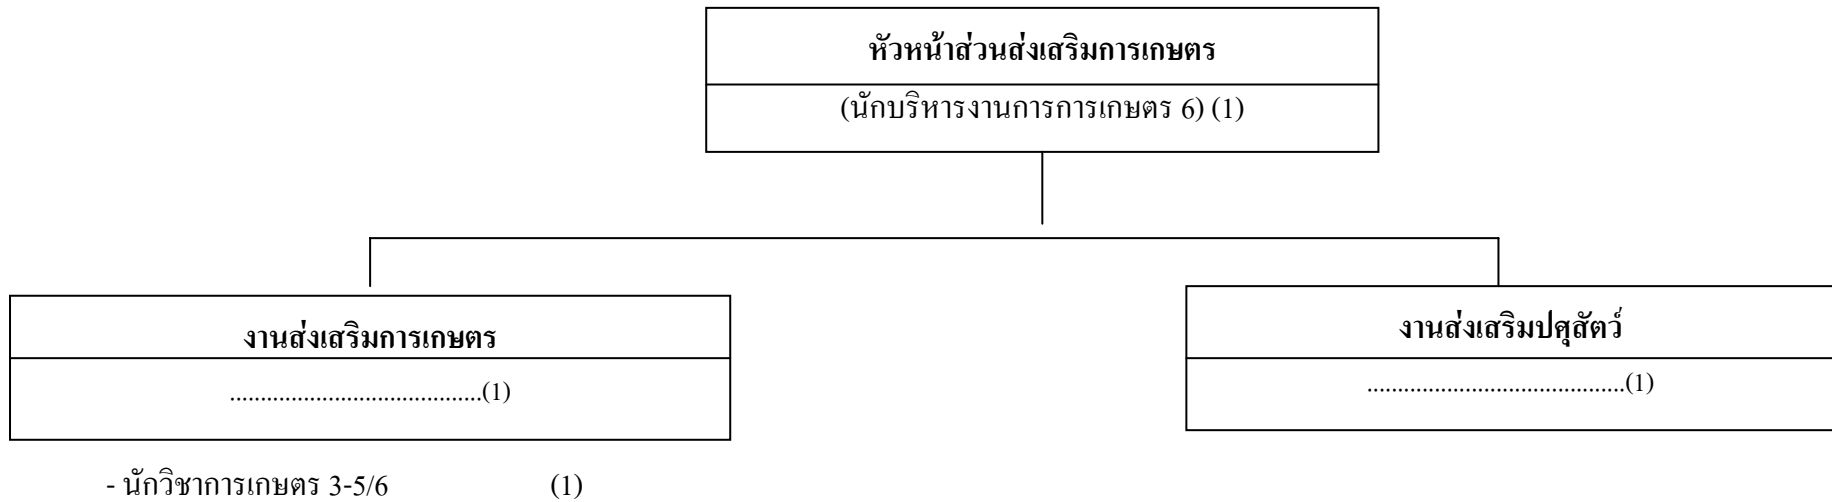 หัวหน้าส่วนส่งเสริมการเกษตร
(นักบริหารงานการการเกษตร 6) (1)
งานส่งเสริมการเกษตร
.........................................(1)
งานส่งเสริมปศุสัตว์
..........................................(1)
- นักวิชาการเกษตร 3-5/6 (1)